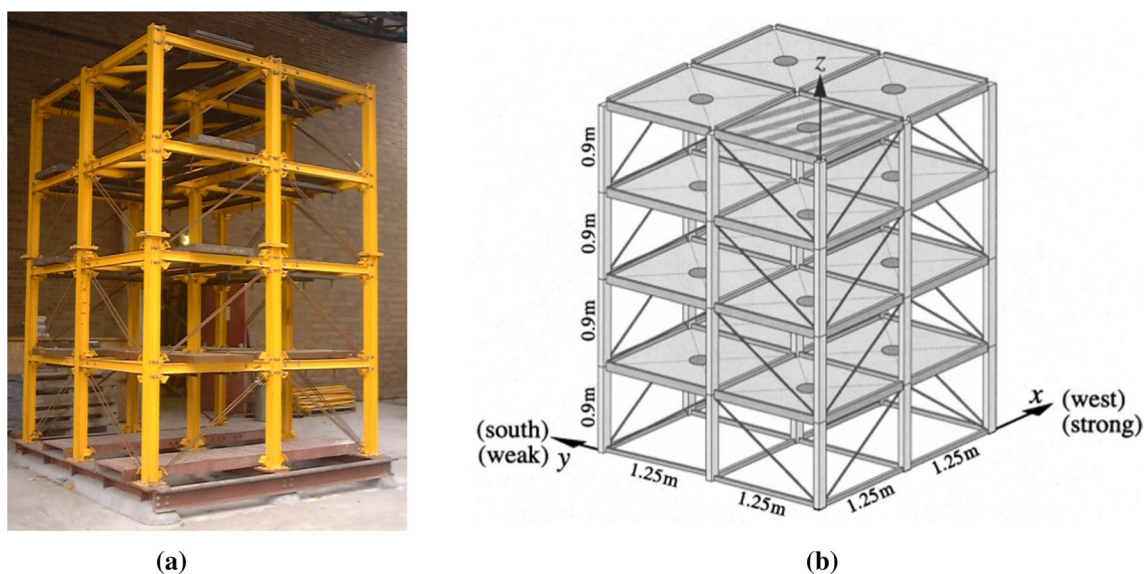 z
0.9m
0.9m
0.9m
0.9m
(south)
(weak) y
x (west)
(strong)
1.25m
1.25m
1.25m
1.25m
(a)
(b)